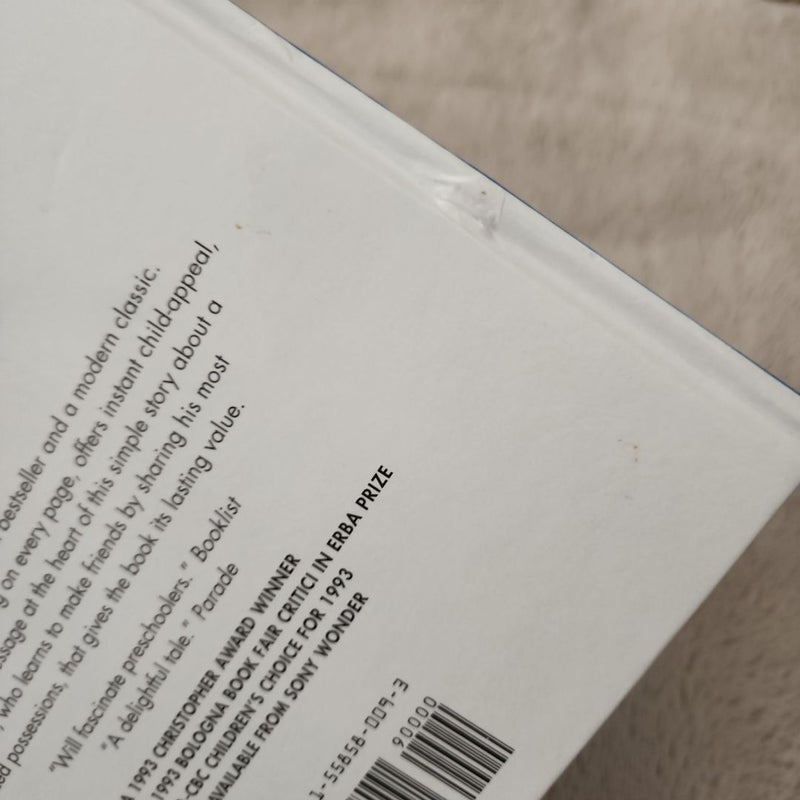 bestseller and a modern classic.
g on every page, offers instant child-appeal,
essage at the heart of this simple story about a
who learns to make friends by sharing his most
ed possessions, that gives the book its lasting value.
“Will fascinate preschoolers.” Booklist
“A delightful tale.” Parade
A 1993 CHRISTOPHER AWARD WINNER
1993 BOLOGNA BOOK FAIR CRITICI IN ERBA PRIZE
-CBC CHILDREN'S CHOICE FOR 1993
AVAILABLE FROM SONY WONDER
1-55858-009-3
90000